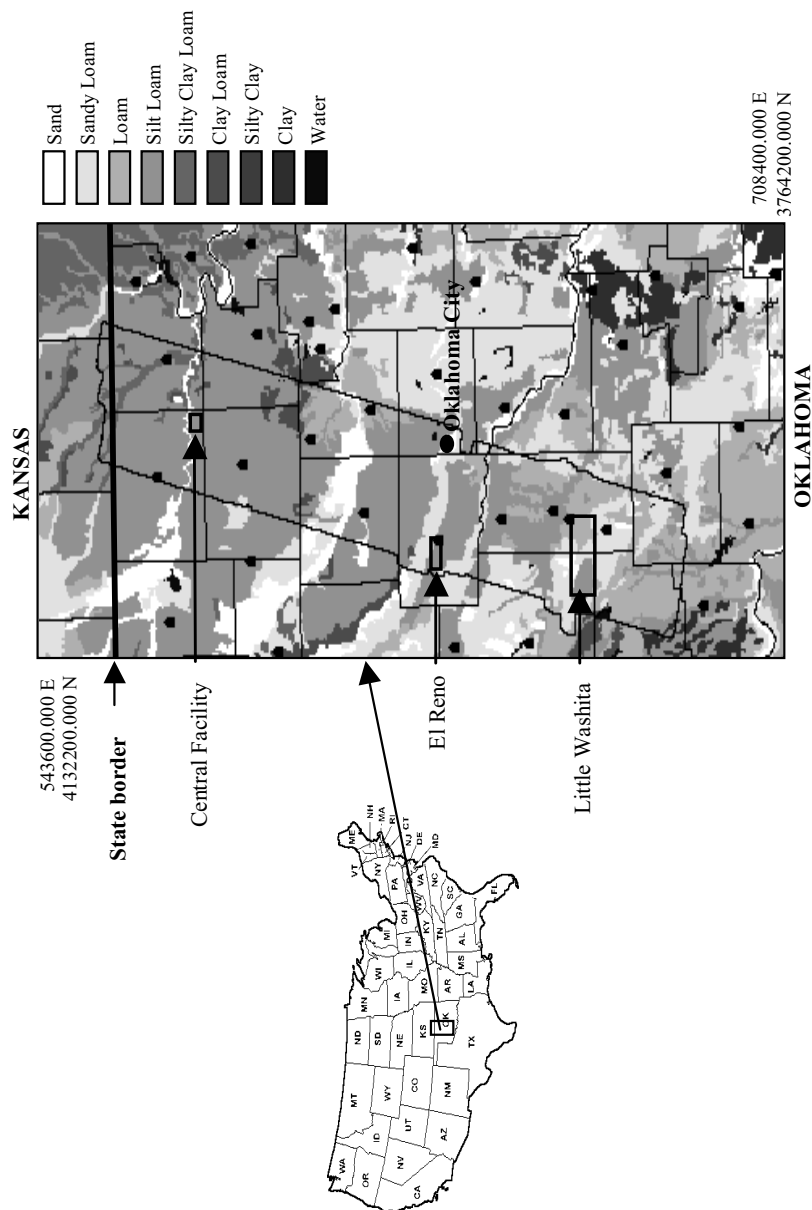 KANSAS
OKLAHOMA
543600.000 E
4132200.000 N
708400.000 E
3764200.000 N
State border
Central Facility
El Reno
Little Washita
Oklahoma City
Sand
Sandy Loam
Loam
Silt Loam
Silty Clay Loam
Clay Loam
Silty Clay
Clay
Water
WA
OR
CA
NV
ID
MT
WY
UT
AZ
CO
NM
ND
SD
NE
KS
OK
TX
MN
IA
MO
AR
LA
WI
IL
MS
MI
IN
KY
TN
AL
OH
WV
GA
FL
SC
NC
VA
PA
NY
VT
ME
NH
MA
RI
CT
NJ
DE
MD